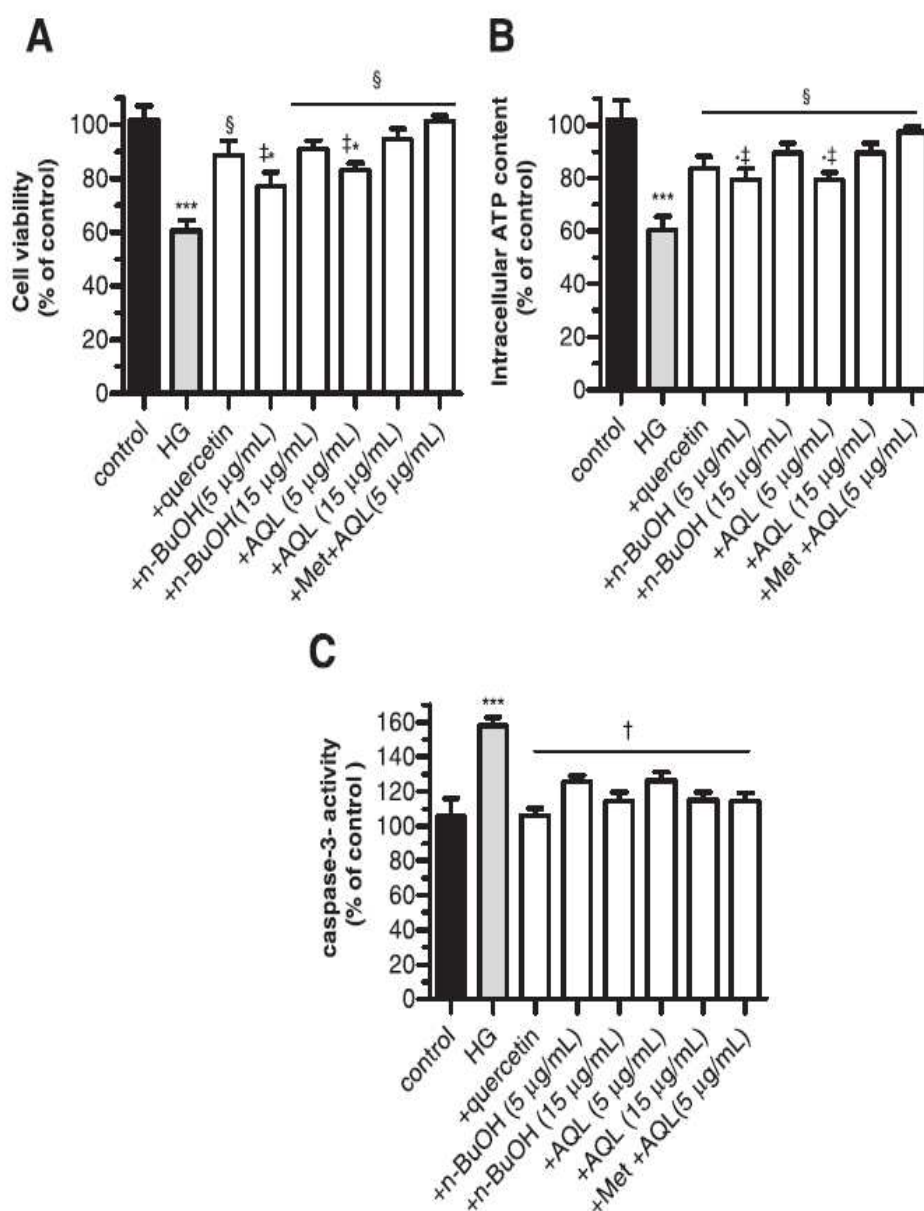 A
Cell viability
(% of control)
100
80
60
40
20
0
***
§
‡*
§
‡*
control
HG
+quercetin
+n-BuOH(5 µg/mL)
+n-BuOH(15 µg/mL)
+AQL (5 µg/mL)
+AQL (15 µg/mL)
+Met+AQL(5 µg/mL)
B
Intracellular ATP content
(% of control)
100
80
60
40
20
0
***
§
·‡
·‡
control
HG
+quercetin
+n-BuOH (5 µg/mL)
+n-BuOH (15 µg/mL)
+AQL (5 µg/mL)
+AQL (15 µg/mL)
+Met +AQL(5 µg/mL)
C
caspase-3- activity
(% of control )
160
140
120
100
80
60
40
20
0
***
†
control
HG
+quercetin
+n-BuOH (5 µg/mL)
+n-BuOH (15 µg/mL)
+AQL (5 µg/mL)
+AQL (15 µg/mL)
+Met +AQL(5 µg/mL)